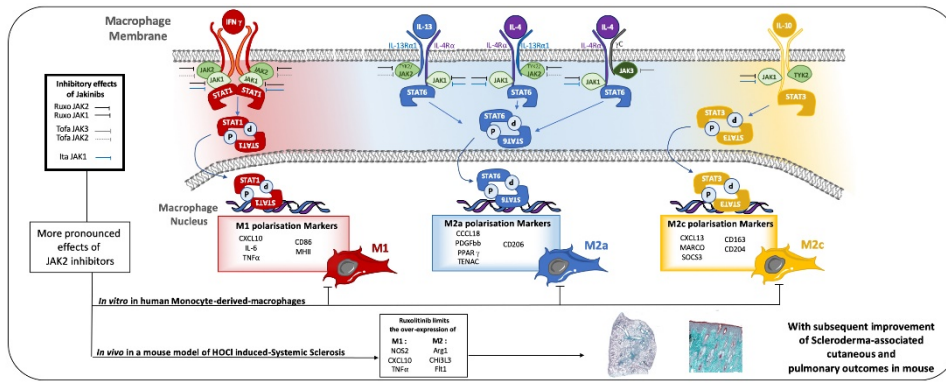 Macrophage
Membrane
IFN γ
JAK2
JAK2
JAK1
JAK1
STAT1
STAT1
STAT1
P
P
STAT1
IL-13
IL-13Rα1
IL-4Rα
TYK2/
JAK2
JAK1
STAT6
IL-4
IL-4Rα
IL-13Rα1
JAK1
TYK2/
JAK2
STAT6
IL-4
IL-4Rα
γC
JAK1
JAK3
STAT6
STAT6
P
P
STAT6
IL-10
JAK1
TYK2
STAT3
STAT3
P
P
STAT3
Inhibitory effects
of Jakinibs
Ruxo JAK2
Ruxo JAK1
Tofa JAK3
Tofa JAK2
Ita JAK1
Macrophage
Nucleus
STAT1
P
P
STAT1
STAT6
P
P
STAT6
STAT3
P
P
STAT3
M1 polarisation Markers
CXCL10
IL-6
TNFα
CD86
MHII
M1
M2a polarisation Markers
CCCL18
PDGFbb
PPAR γ
TENAC
CD206
M2a
M2c polarisation Markers
CXCL13
MARCO
SOCS3
CD163
CD204
M2c
More pronounced
effects of
JAK2 inhibitors
In vitro in human Monocyte-derived-macrophages
In vivo in a mouse model of HOCl induced-Systemic Sclerosis
Ruxolitinib limits
the over-expression of
M1 :
NOS2
CXCL10
TNFα
M2 :
Arg1
CHi3L3
Flt1
With subsequent improvement
of Scleroderma-associated
cutaneous and
pulmonary outcomes in mouse